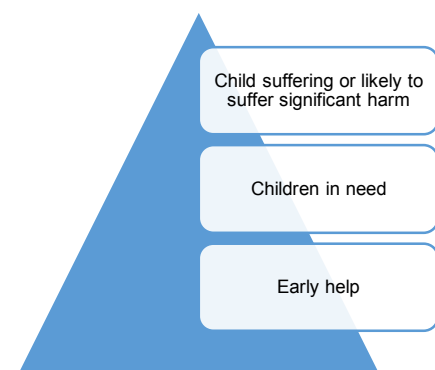 Child suffering or likely to
suffer significant harm
Children in need
Early help